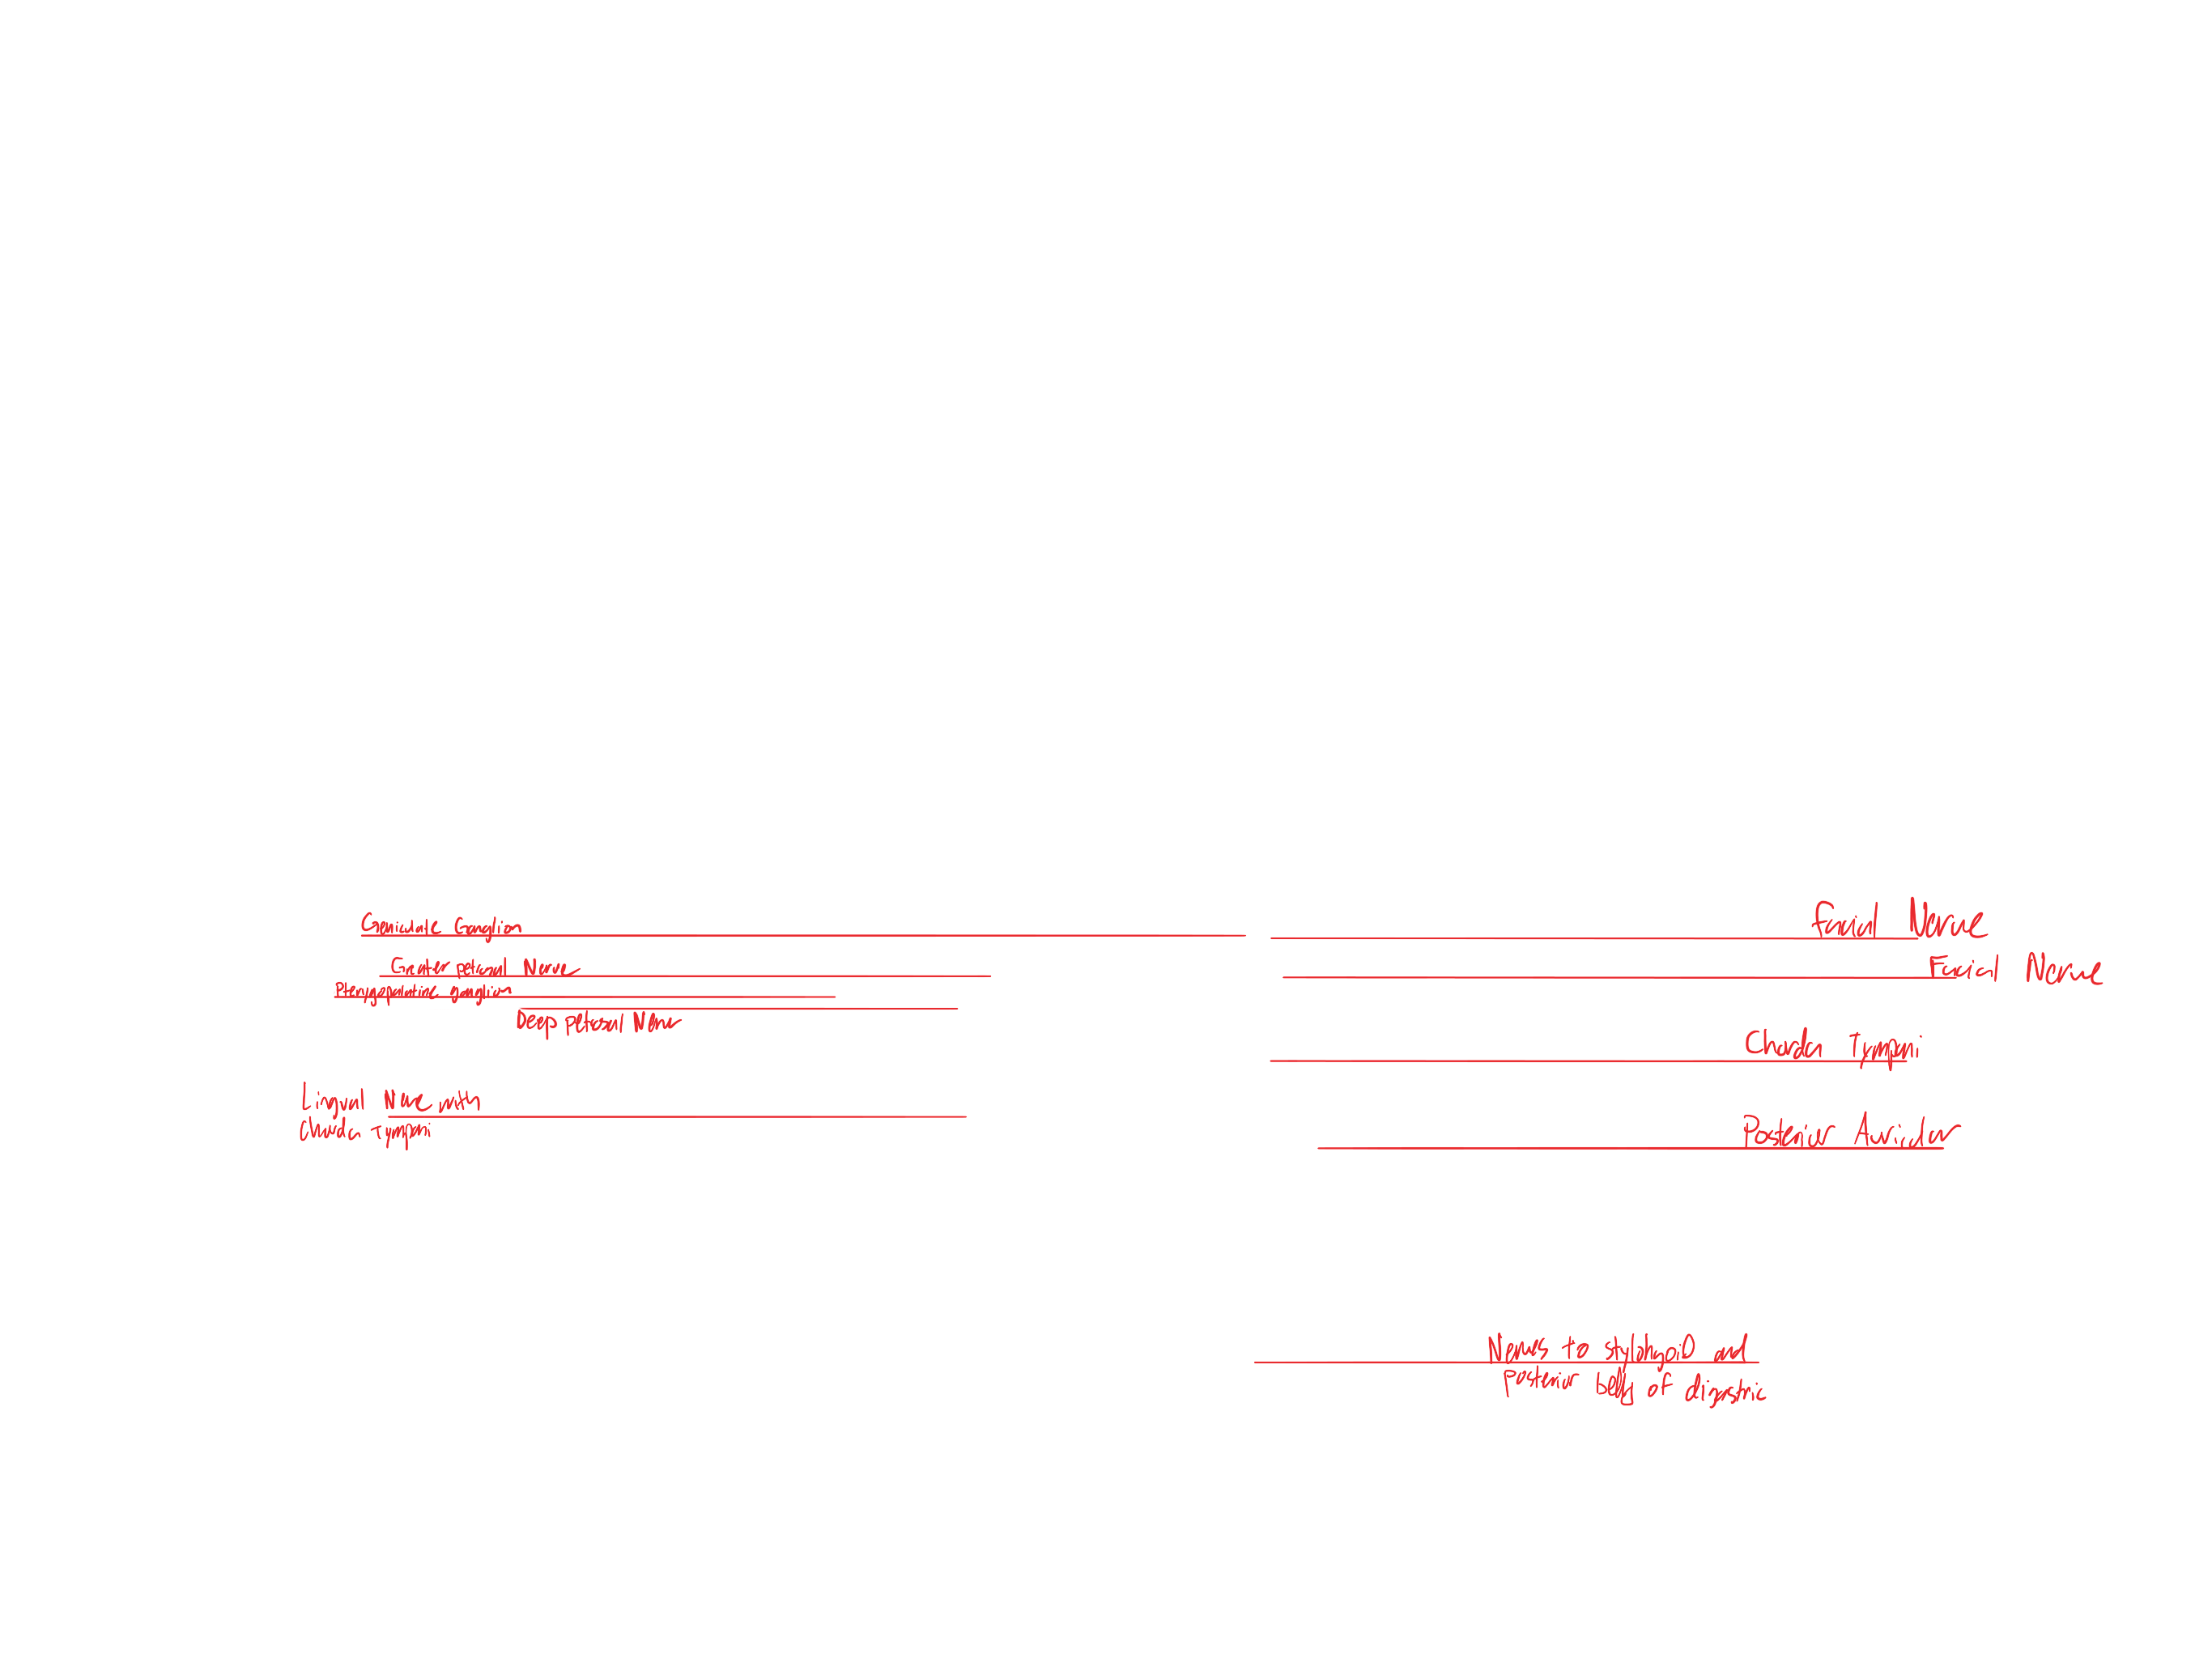 Geniculate Ganglion
Greater petrosal Nerve
Pterygopalatine ganglion
Deep petrosal Nerve
Lingual Nerve with
Chorda Tympani
Facial Nerve
Facial Nerve
Chorda Tympani
Posterior Auricular
Nerves to stylohyoiD and
posterior belly of digastric